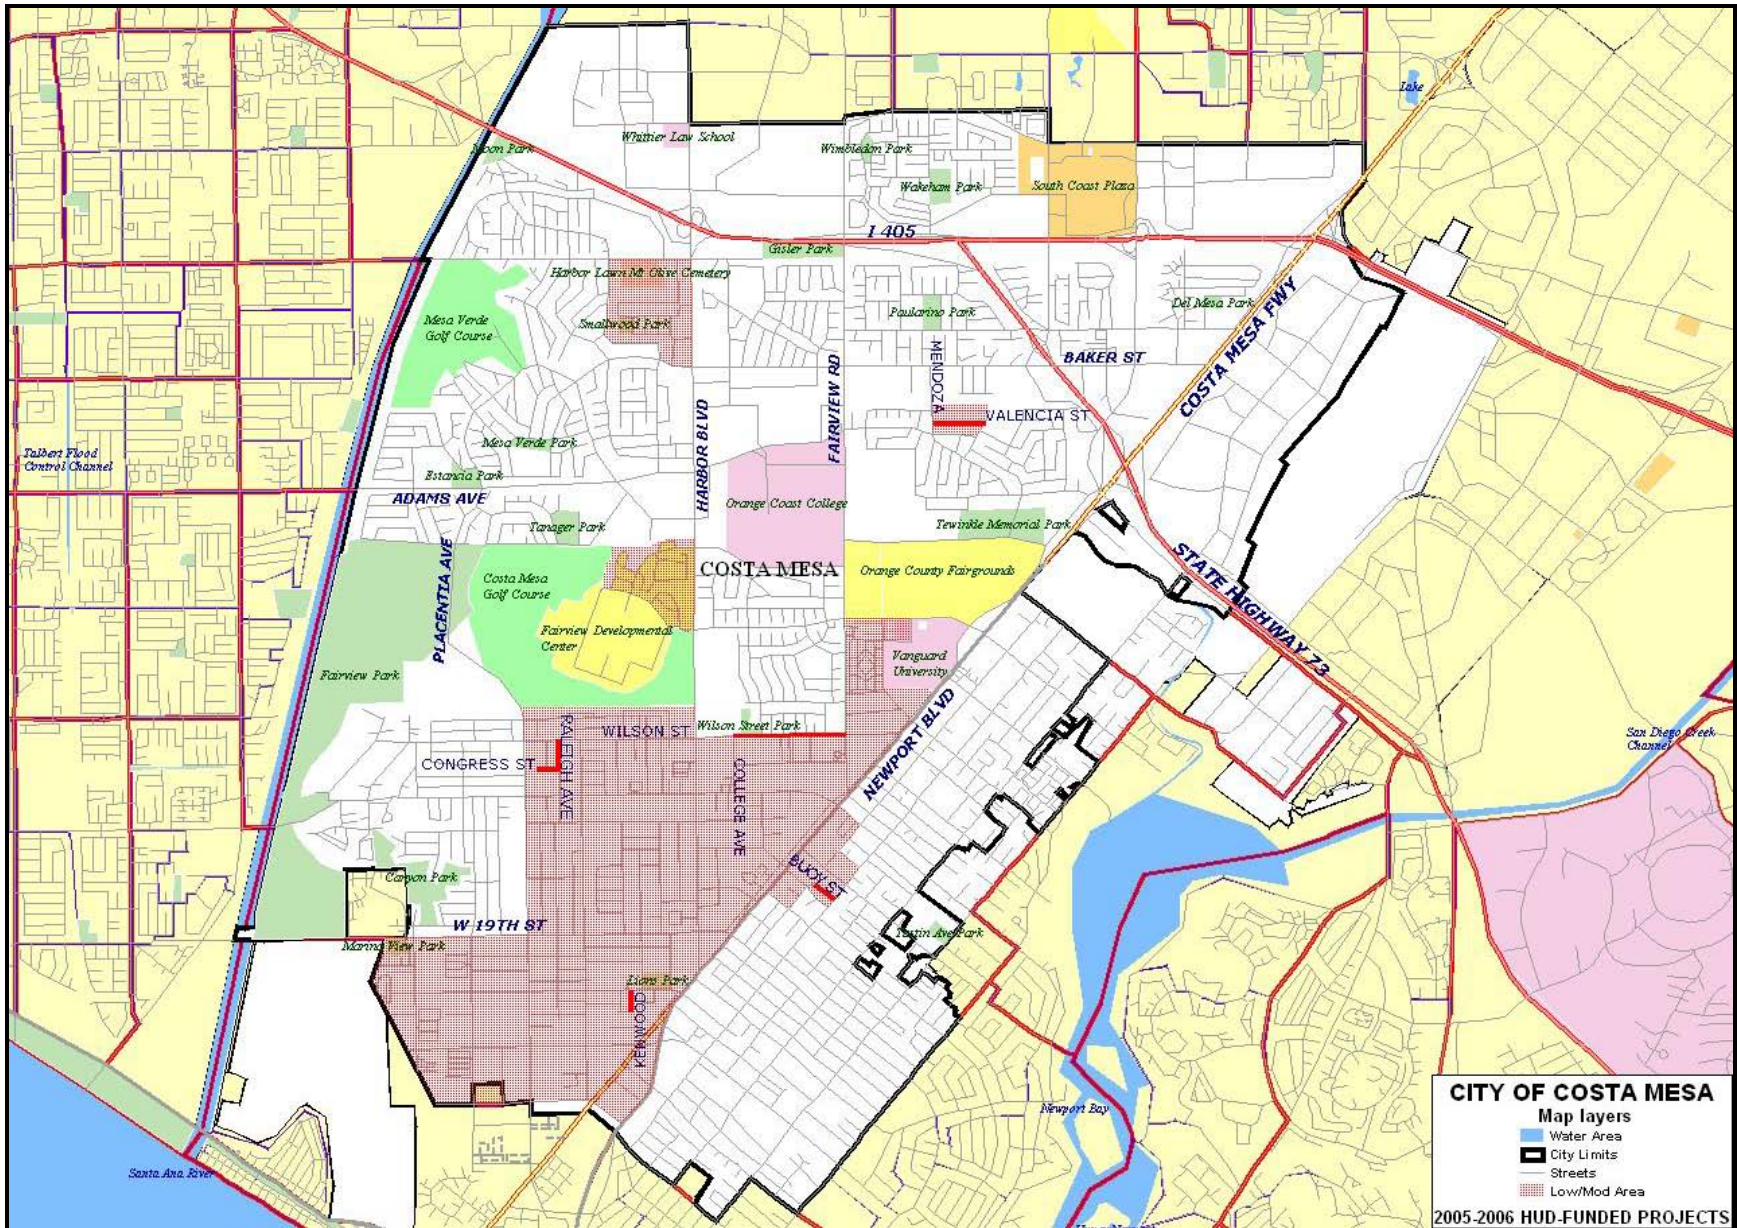 Lake
Moon Park
Whittier Law School
Wimbledon Park
Wakeham Park
South Coast Plaza
I 405
Gisler Park
Harbor Lawn Mt Olive Cemetery
Mesa Verde
Golf Course
Smallwood Park
Paularino Park
Del Mesa Park
MENDOZA
BAKER ST
COSTA MESA FWY
FAIRVIEW RD
HARBOR BLVD
VALENCIA ST
Mesa Verde Park
Talbert Flood
Control Channel
Estancia Park
ADAMS AVE
Orange Coast College
Tanager Park
Tewinkle Memorial Park
PLACENTIA AVE
Costa Mesa
Golf Course
COSTA MESA
Orange County Fairgrounds
STATE HIGHWAY 73
Fairview Developmental
Center
Vanguard
University
Fairview Park
NEWPORT BLVD
RALEIGH AVE
WILSON ST
Wilson Street Park
San Diego Creek
Channel
CONGRESS ST
COLLEGE AVE
BUOY ST
Canyon Park
W 19TH ST
Marina View Park
Tustin Ave Park
Lions Park
KENWOOD
Newport Bay
Santa Ana River
CITY OF COSTA MESA
Map layers
Water Area
City Limits
Streets
Low/Mod Area
2005-2006 HUD-FUNDED PROJECTS